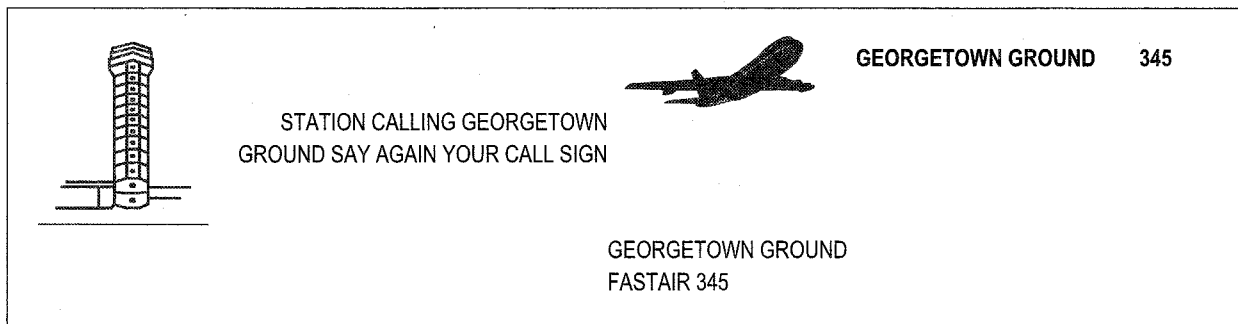 GEORGETOWN GROUND 345
STATION CALLING GEORGETOWN
GROUND SAY AGAIN YOUR CALL SIGN
GEORGETOWN GROUND
FASTAIR 345